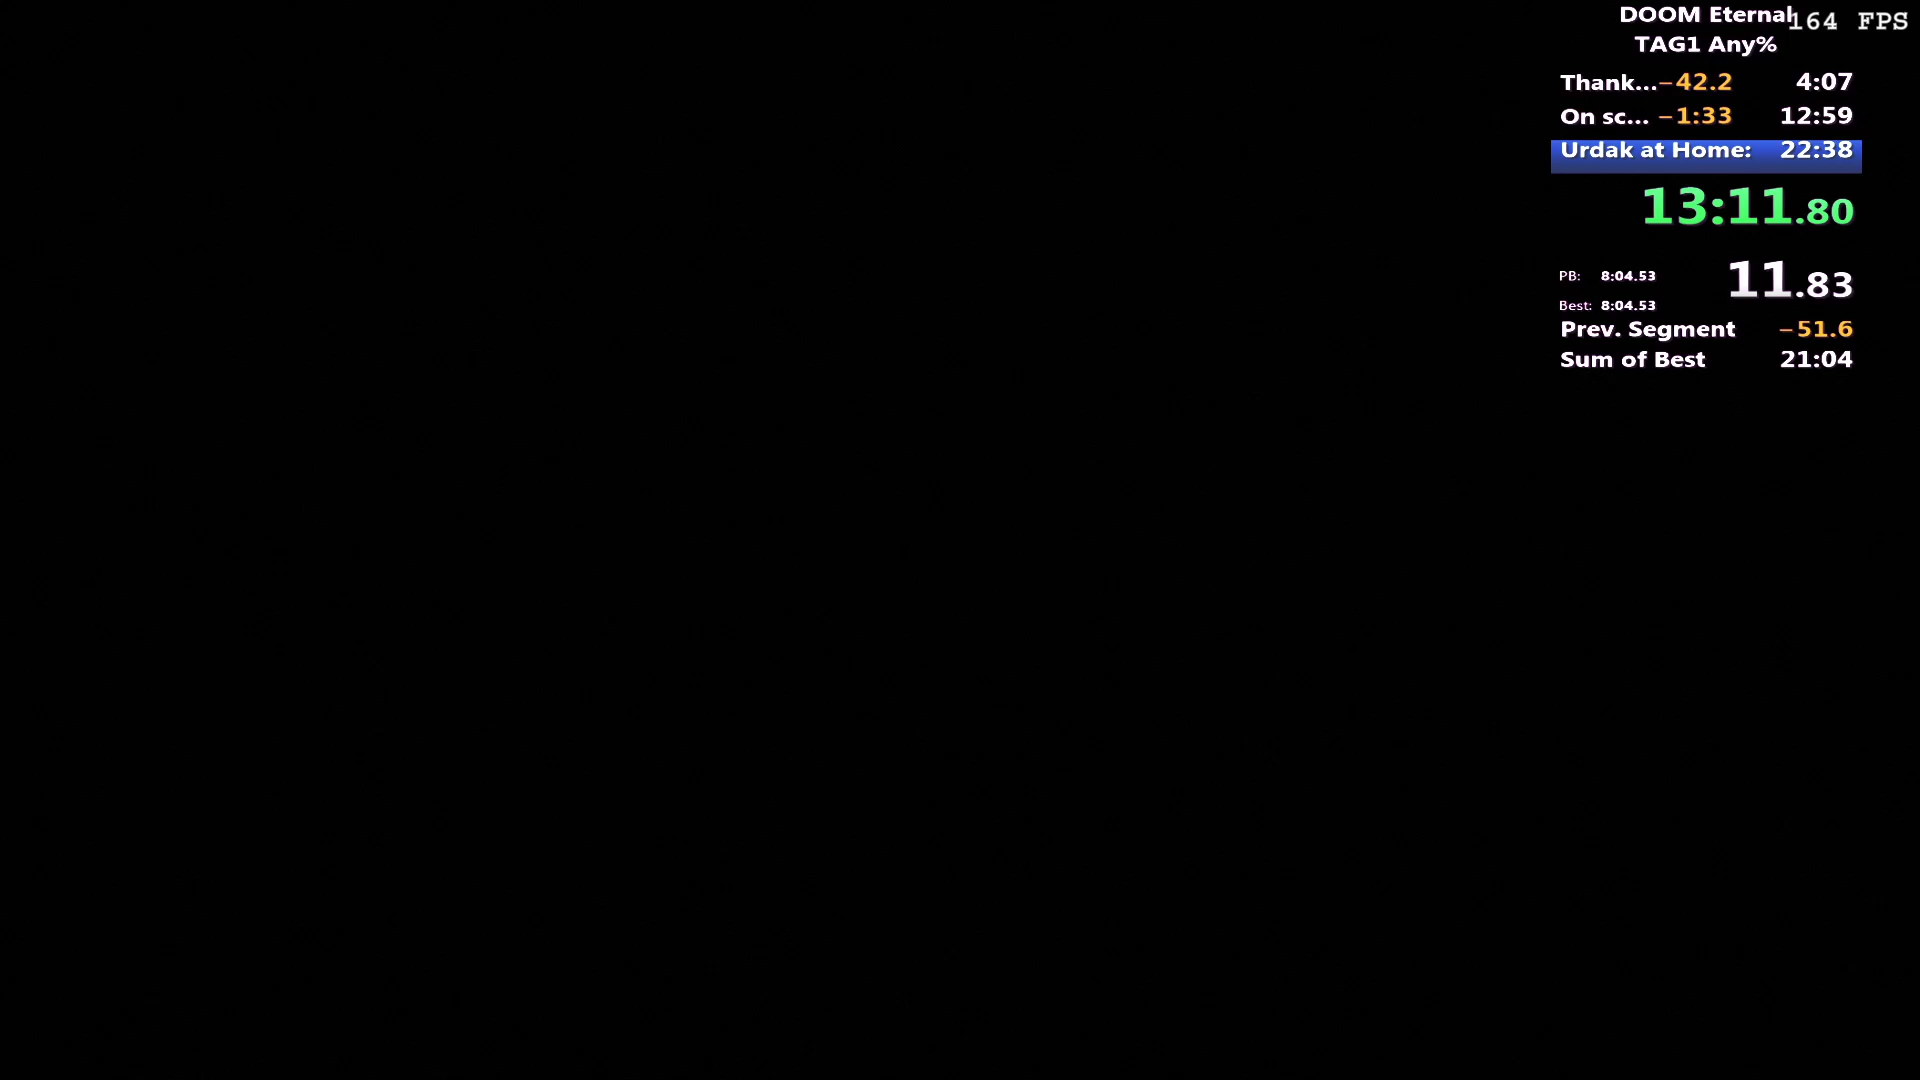 DOOM Eternal
164 FPS
TAG1 Any%
Thank... −42.2 4:07
On sc... −1:33 12:59
Urdak at Home: 22:38
13:11.80
PB: 8:04.53
11.83
Best: 8:04.53
Prev. Segment −51.6
Sum of Best 21:04